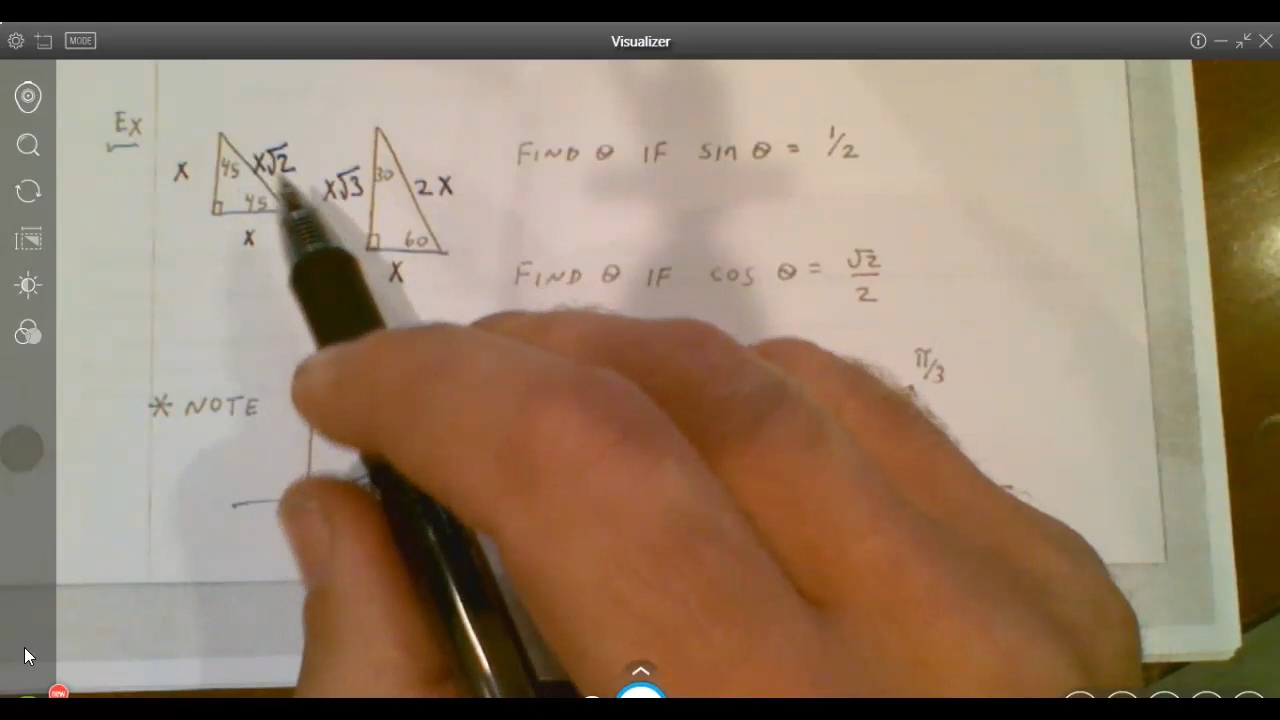 MODE
Visualizer
Ex
x
45
x√2
45
x
x√3
30
2x
60
x
FIND θ IF sin θ = 1/2
FIND θ IF cos θ = √2/2
π/3
* NOTE
new